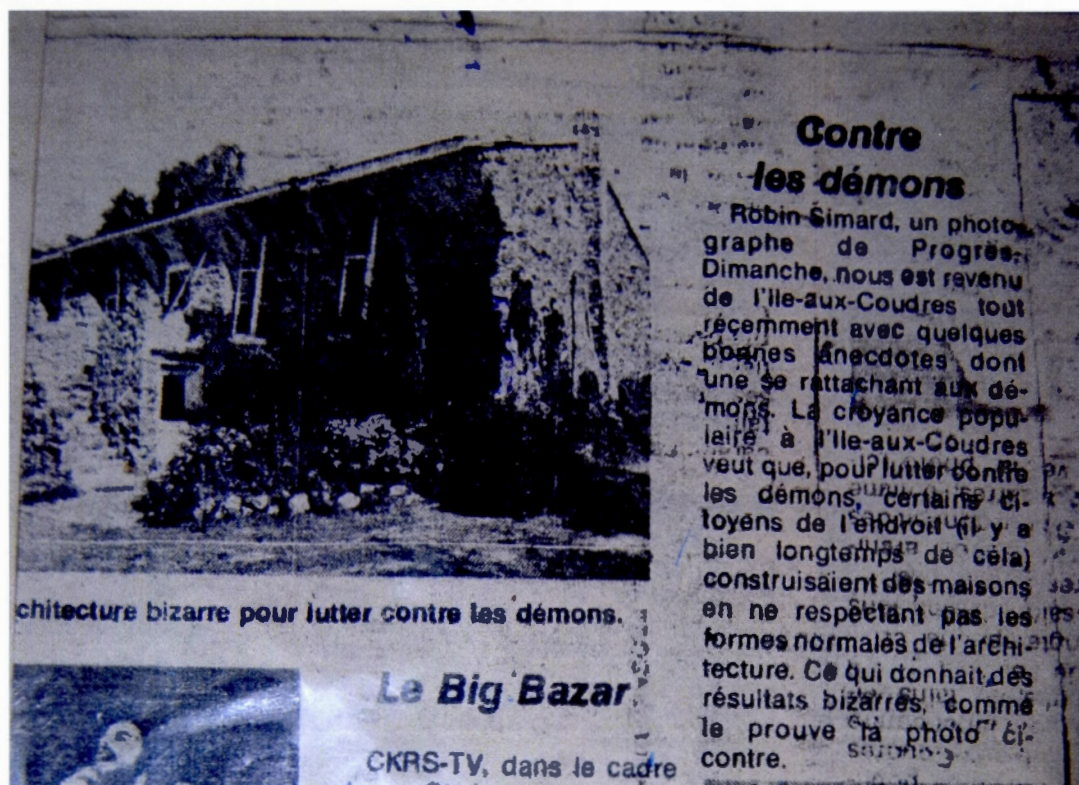 Contre
les démons
Robin Simard, un photo-
graphe de Progrès-
Dimanche, nous est revenu
de l'Ile-aux-Coudres tout
récemment avec quelques
bonnes anecdotes dont
une se rattachant aux dé-
mons. La croyance popu-
laire à l'Ile-aux-Coudres
veut que, pour lutter contre
les démons, certains ci-
toyens de l'endroit (il y a
bien longtemps de cela)
construisaient des maisons
en ne respectant pas les
formes normales de l'archi-
tecture. Ce qui donnait des
résultats bizarres, comme
le prouve la photo ci-
contre.
chitecture bizarre pour lutter contre les démons.
Le Big Bazar
CKRS-TV, dans le cadre